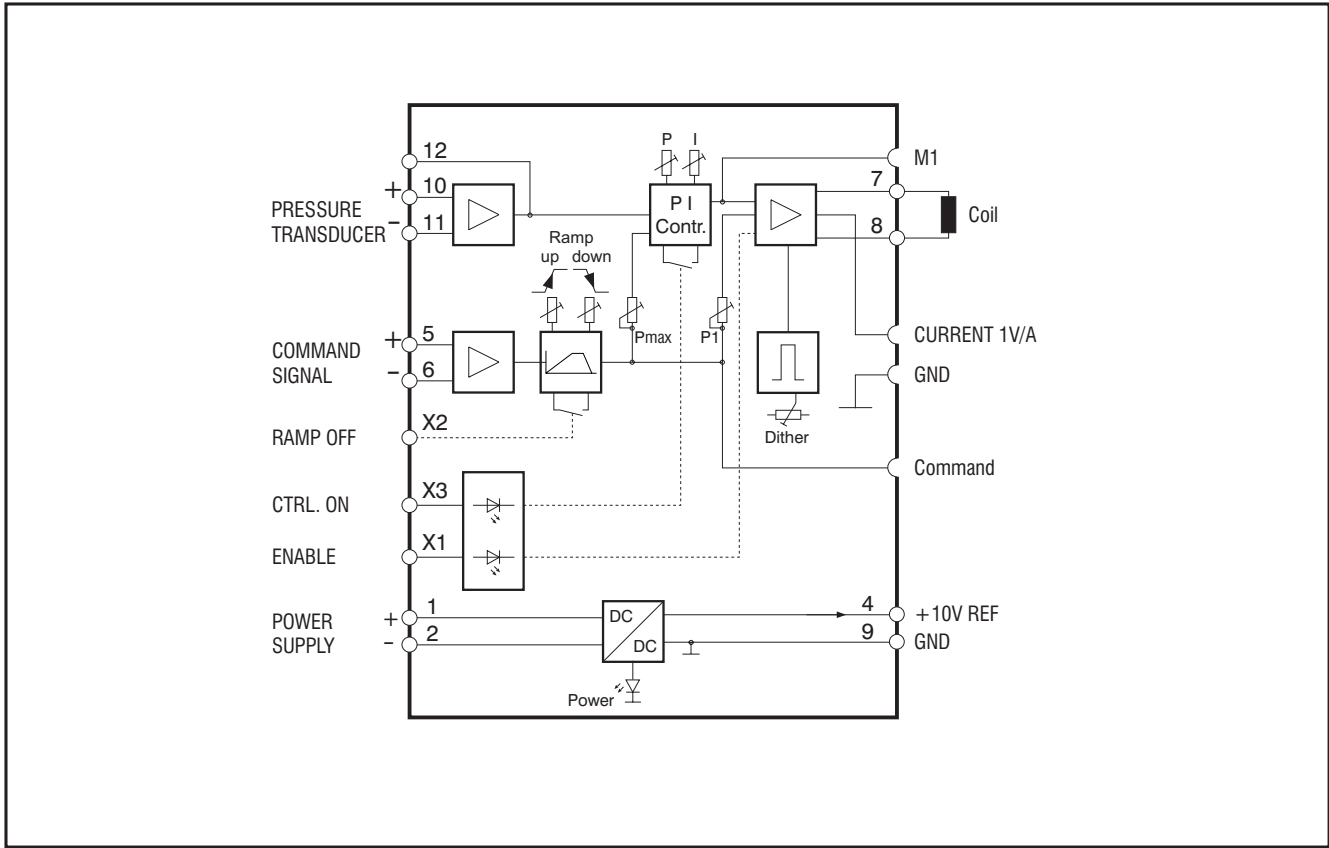 12
+ 10
PRESSURE
TRANSDUCER
- 11
P I
P I
Contr.
M1
7
Coil
8
Ramp
up down
Pmax
P1
COMMAND
SIGNAL
+ 5
- 6
CURRENT 1V/A
GND
RAMP OFF
X2
Dither
Command
CTRL. ON
X3
ENABLE
X1
POWER
SUPPLY
+ 1
- 2
DC
DC
4
+10V REF
9
GND
Power